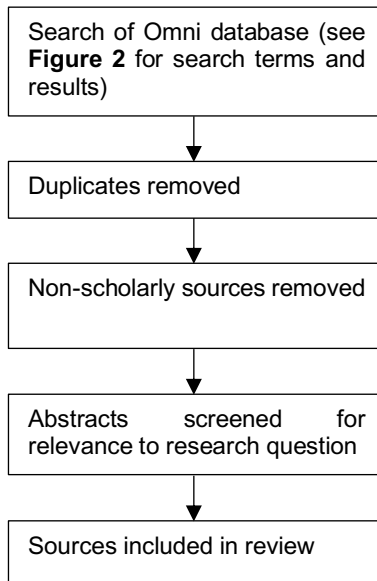 Search of Omni database (see
Figure 2 for search terms and
results)
Duplicates removed
Non-scholarly sources removed
Abstracts screened for
relevance to research question
Sources included in review